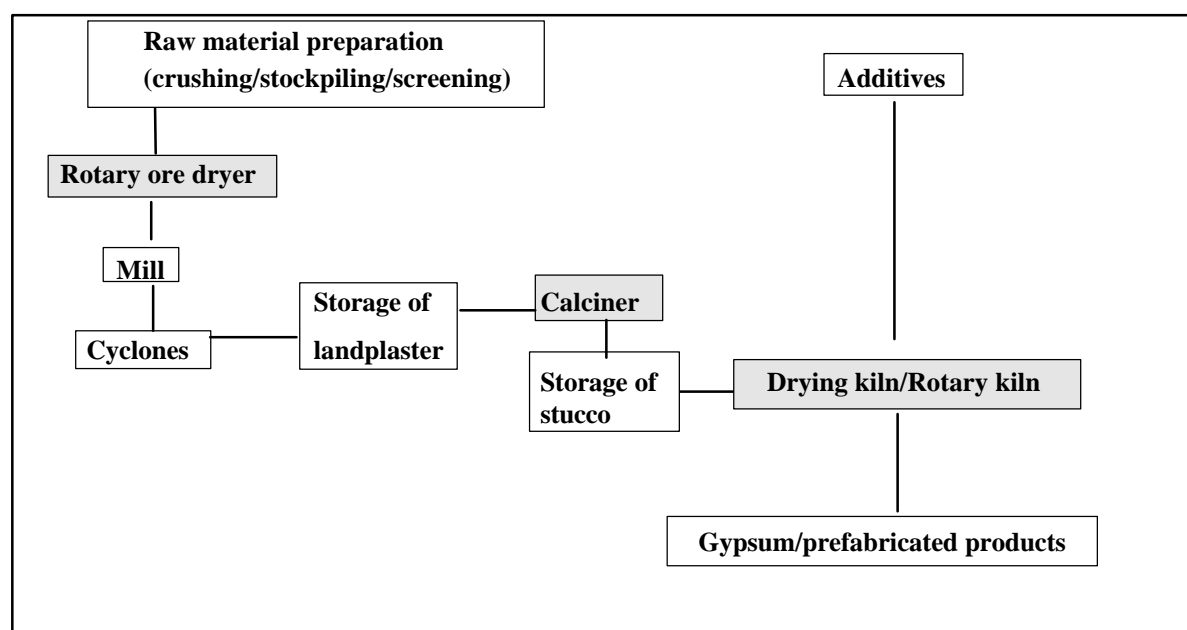 Raw material preparation
(crushing/stockpiling/screening)
Additives
Rotary ore dryer
Mill
Cyclones
Storage of
landplaster
Calciner
Storage of
stucco
Drying kiln/Rotary kiln
Gypsum/prefabricated products